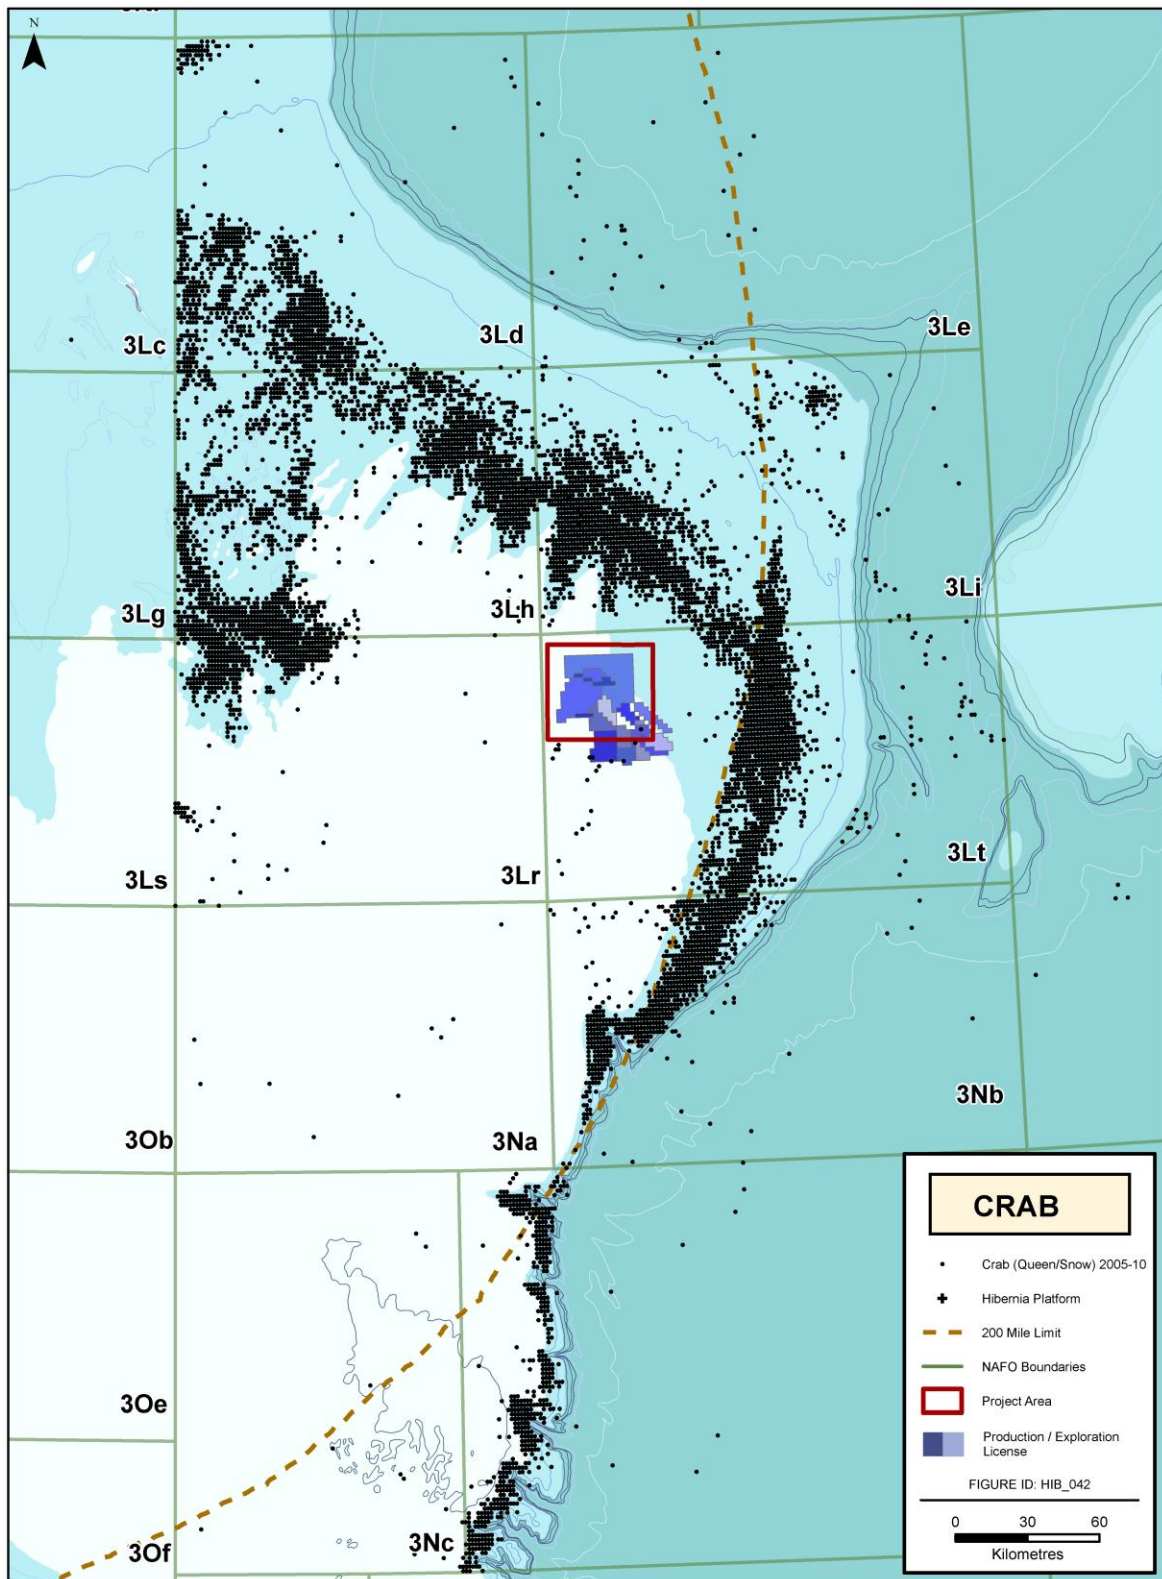 N
3Ld
3Le
3Lc
3Li
3Lh
3Lg
3Lt
3Lr
3Ls
3Nb
3Na
3Ob
CRAB
Crab (Queen/Snow) 2005-10
Hibernia Platform
200 Mile Limit
NAFO Boundaries
Project Area
Production / Exploration
License
FIGURE ID: HIB_042
0 30 60
Kilometres
3Oe
3Nc
3Of